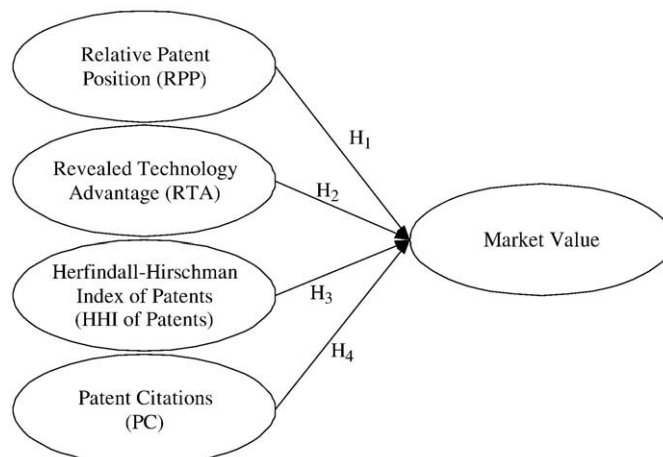 Relative Patent
Position (RPP)
H1
Revealed Technology
Advantage (RTA)
H2
Market Value
Herfindall-Hirschman
Index of Patents
(HHI of Patents)
H3
H4
Patent Citations
(PC)